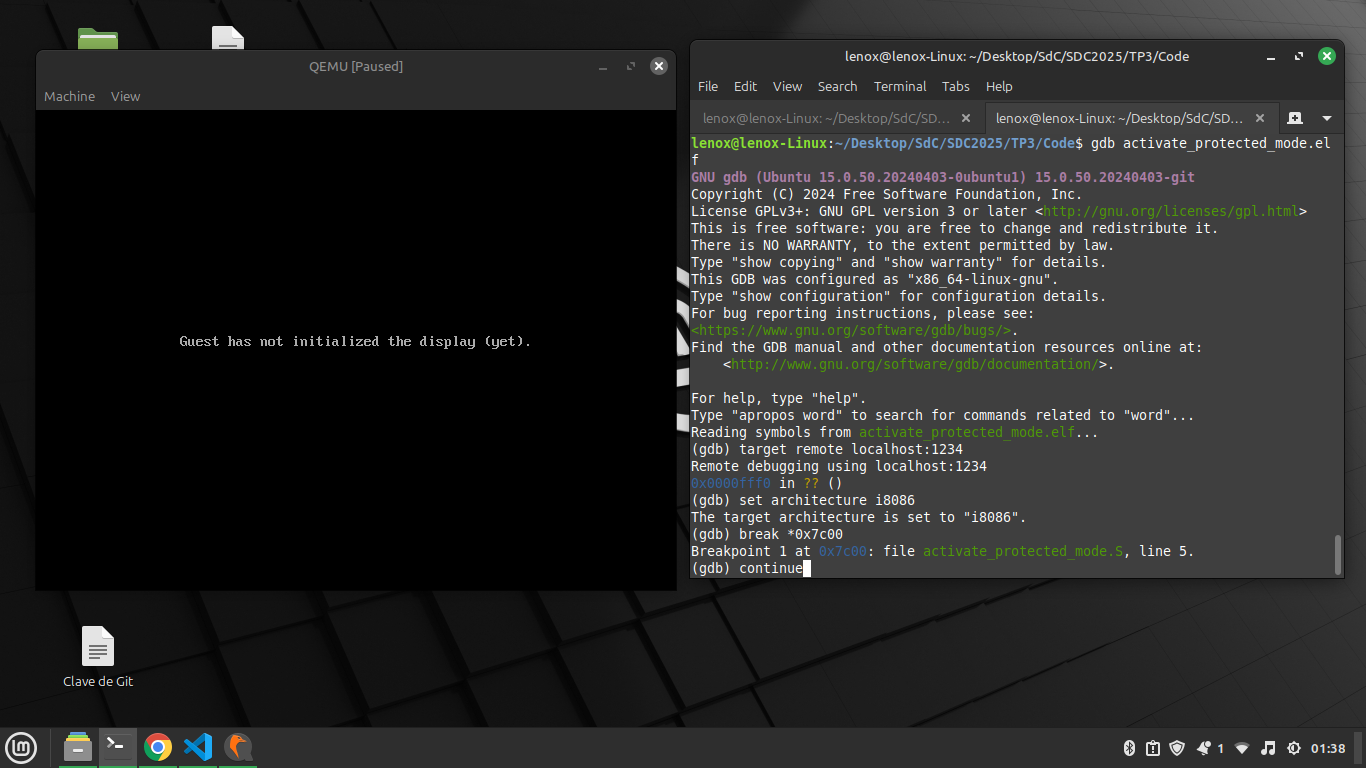 QEMU [Paused]
Machine View
Guest has not initialized the display (yet).
lenox@lenox-Linux: ~/Desktop/SdC/SDC2025/TP3/Code
File Edit View Search Terminal Tabs Help
lenox@lenox-Linux: ~/Desktop/SdC/SD... lenox@lenox-Linux: ~/Desktop/SdC/SD...
lenox@lenox-Linux:~/Desktop/SdC/SDC2025/TP3/Code$ gdb activate_protected_mode.el
f
GNU gdb (Ubuntu 15.0.50.20240403-0ubuntu1) 15.0.50.20240403-git
Copyright (C) 2024 Free Software Foundation, Inc.
License GPLv3+: GNU GPL version 3 or later <http://gnu.org/licenses/gpl.html>
This is free software: you are free to change and redistribute it.
There is NO WARRANTY, to the extent permitted by law.
Type "show copying" and "show warranty" for details.
This GDB was configured as "x86_64-linux-gnu".
Type "show configuration" for configuration details.
For bug reporting instructions, please see:
<https://www.gnu.org/software/gdb/bugs/>.
Find the GDB manual and other documentation resources online at:
    <http://www.gnu.org/software/gdb/documentation/>.
For help, type "help".
Type "apropos word" to search for commands related to "word"...
Reading symbols from activate_protected_mode.elf...
(gdb) target remote localhost:1234
Remote debugging using localhost:1234
0x0000fff0 in ?? ()
(gdb) set architecture i8086
The target architecture is set to "i8086".
(gdb) break *0x7c00
Breakpoint 1 at 0x7c00: file activate_protected_mode.S, line 5.
(gdb) continue
Clave de Git
1 01:38